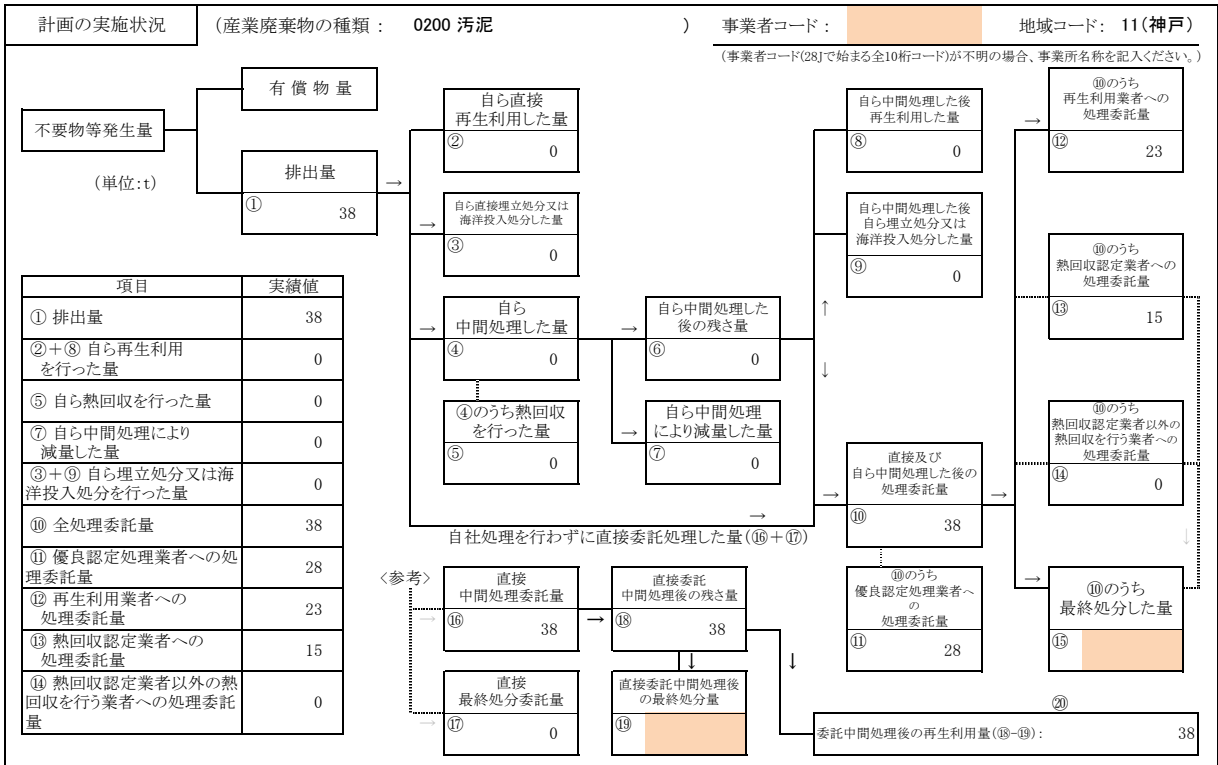 計画の実施状況
(産業廃棄物の種類： 0200 汚泥 )
事業者コード：
地域コード： 11(神戸)
(事業者コード(28Jで始まる全10桁コード)が不明の場合、事業所名称を記入ください。)
不要物等発生量
(単位:t)
有償物量
排出量
① 38
→
自ら直接
再生利用した量
② 0
→
自ら直接埋立処分又は
海洋投入処分した量
③ 0
→
自ら
中間処理した量
④ 0
④のうち熱回収
を行った量
⑤ 0
→
自ら中間処理した
後の残さ量
⑥ 0
→
自ら中間処理
により減量した量
⑦ 0
自ら中間処理した後
再生利用した量
⑧ 0
自ら中間処理した後
自ら埋立処分又は
海洋投入処分した量
⑨ 0
↑
↓
→
直接及び
自ら中間処理した後の
処理委託量
⑩ 38
→
⑩のうち
優良認定処理業者へ
の
処理委託量
⑪ 28
→
⑩のうち
再生利用業者への
処理委託量
⑫ 23
⑩のうち
熱回収認定業者への
処理委託量
⑬ 15
⑩のうち
熱回収認定業者以外の
熱回収を行う業者への
処理委託量
⑭ 0
↓
→
⑩のうち
最終処分した量
⑮
→
自社処理を行わずに直接委託処理した量(⑯＋⑰)
項目 実績値
① 排出量 38
②＋⑧ 自ら再生利用
を行った量 0
⑤ 自ら熱回収を行った量 0
⑦ 自ら中間処理により
減量した量 0
③＋⑨ 自ら埋立処分又は海
洋投入処分を行った量 0
⑩ 全処理委託量 38
⑪ 優良認定処理業者への処
理委託量 28
⑫ 再生利用業者への
処理委託量 23
⑬ 熱回収認定業者への
処理委託量 15
⑭ 熱回収認定業者以外の熱
回収を行う業者への処理委託
量 0
〈参考〉
→
直接
中間処理委託量
⑯ 38
→
直接委託
中間処理後の残さ量
⑱ 38
→
直接
最終処分委託量
⑰ 0
↓
直接委託中間処理後
の最終処分量
⑲
↓
⑳
委託中間処理後の再生利用量(⑱-⑲)： 38